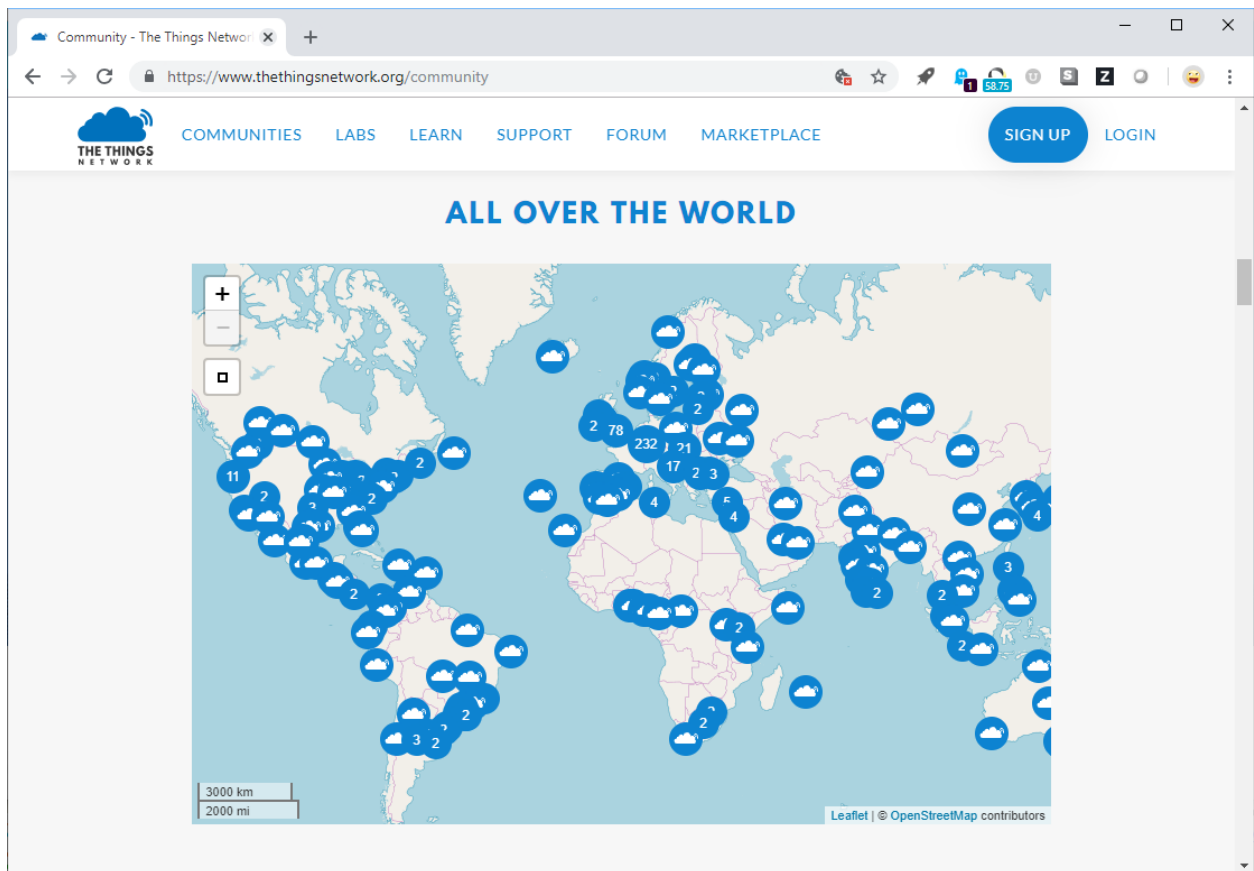 Community - The Things Networ
https://www.thethingsnetwork.org/community
1
58.75
S
Z
THE THINGS
NETWORK
COMMUNITIES LABS LEARN SUPPORT FORUM MARKETPLACE SIGN UP LOGIN
ALL OVER THE WORLD
+
−
2
2 78
232 21
2
11
17 2 3
2
2
3
4
5
4
4
3
2
2
2
2
2
2
2
2
3 2
3000 km
2000 mi
Leaflet | © OpenStreetMap contributors